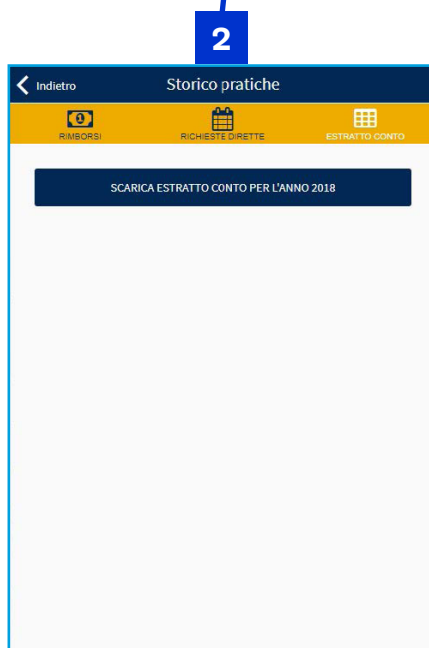 2
Indietro
Storico pratiche
RIMBORSI
RICHIESTE DIRETTE
ESTRATTO CONTO
SCARICA ESTRATTO CONTO PER L'ANNO 2018